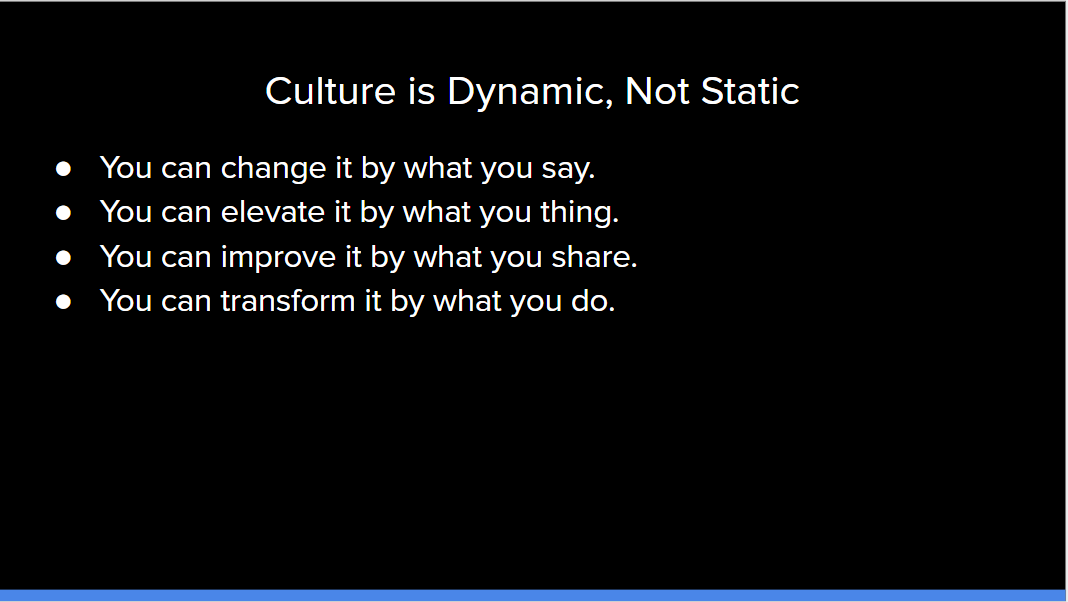 Culture is Dynamic, Not Static
● You can change it by what you say.
● You can elevate it by what you thing.
● You can improve it by what you share.
● You can transform it by what you do.